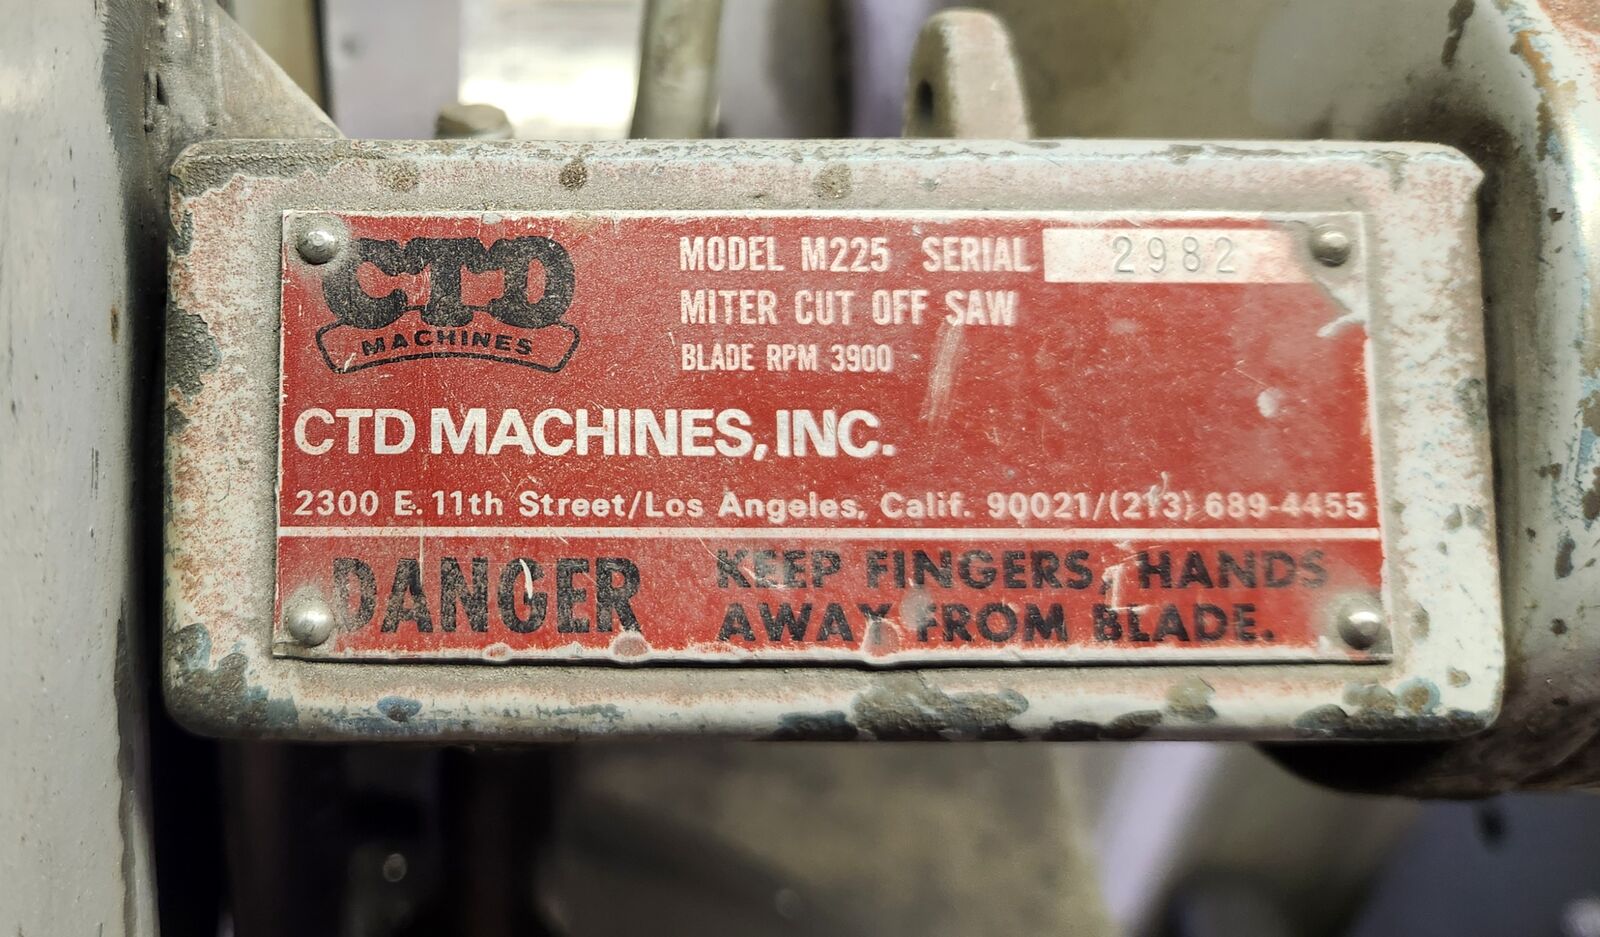 CTD
MACHINES
MODEL M225 SERIAL 2982
MITER CUT OFF SAW
BLADE RPM 3900
CTD MACHINES, INC.
2300 E. 11th Street/Los Angeles, Calif. 90021/(213) 689-4455
DANGER
KEEP FINGERS, HANDS
AWAY FROM BLADE.